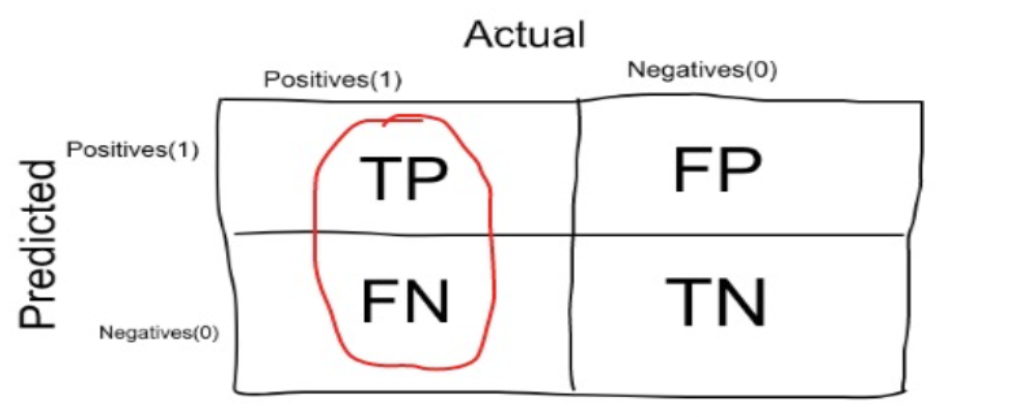 Actual
Positives(1)
Negatives(0)
Predicted
Positives(1)
TP
FP
Negatives(0)
FN
TN